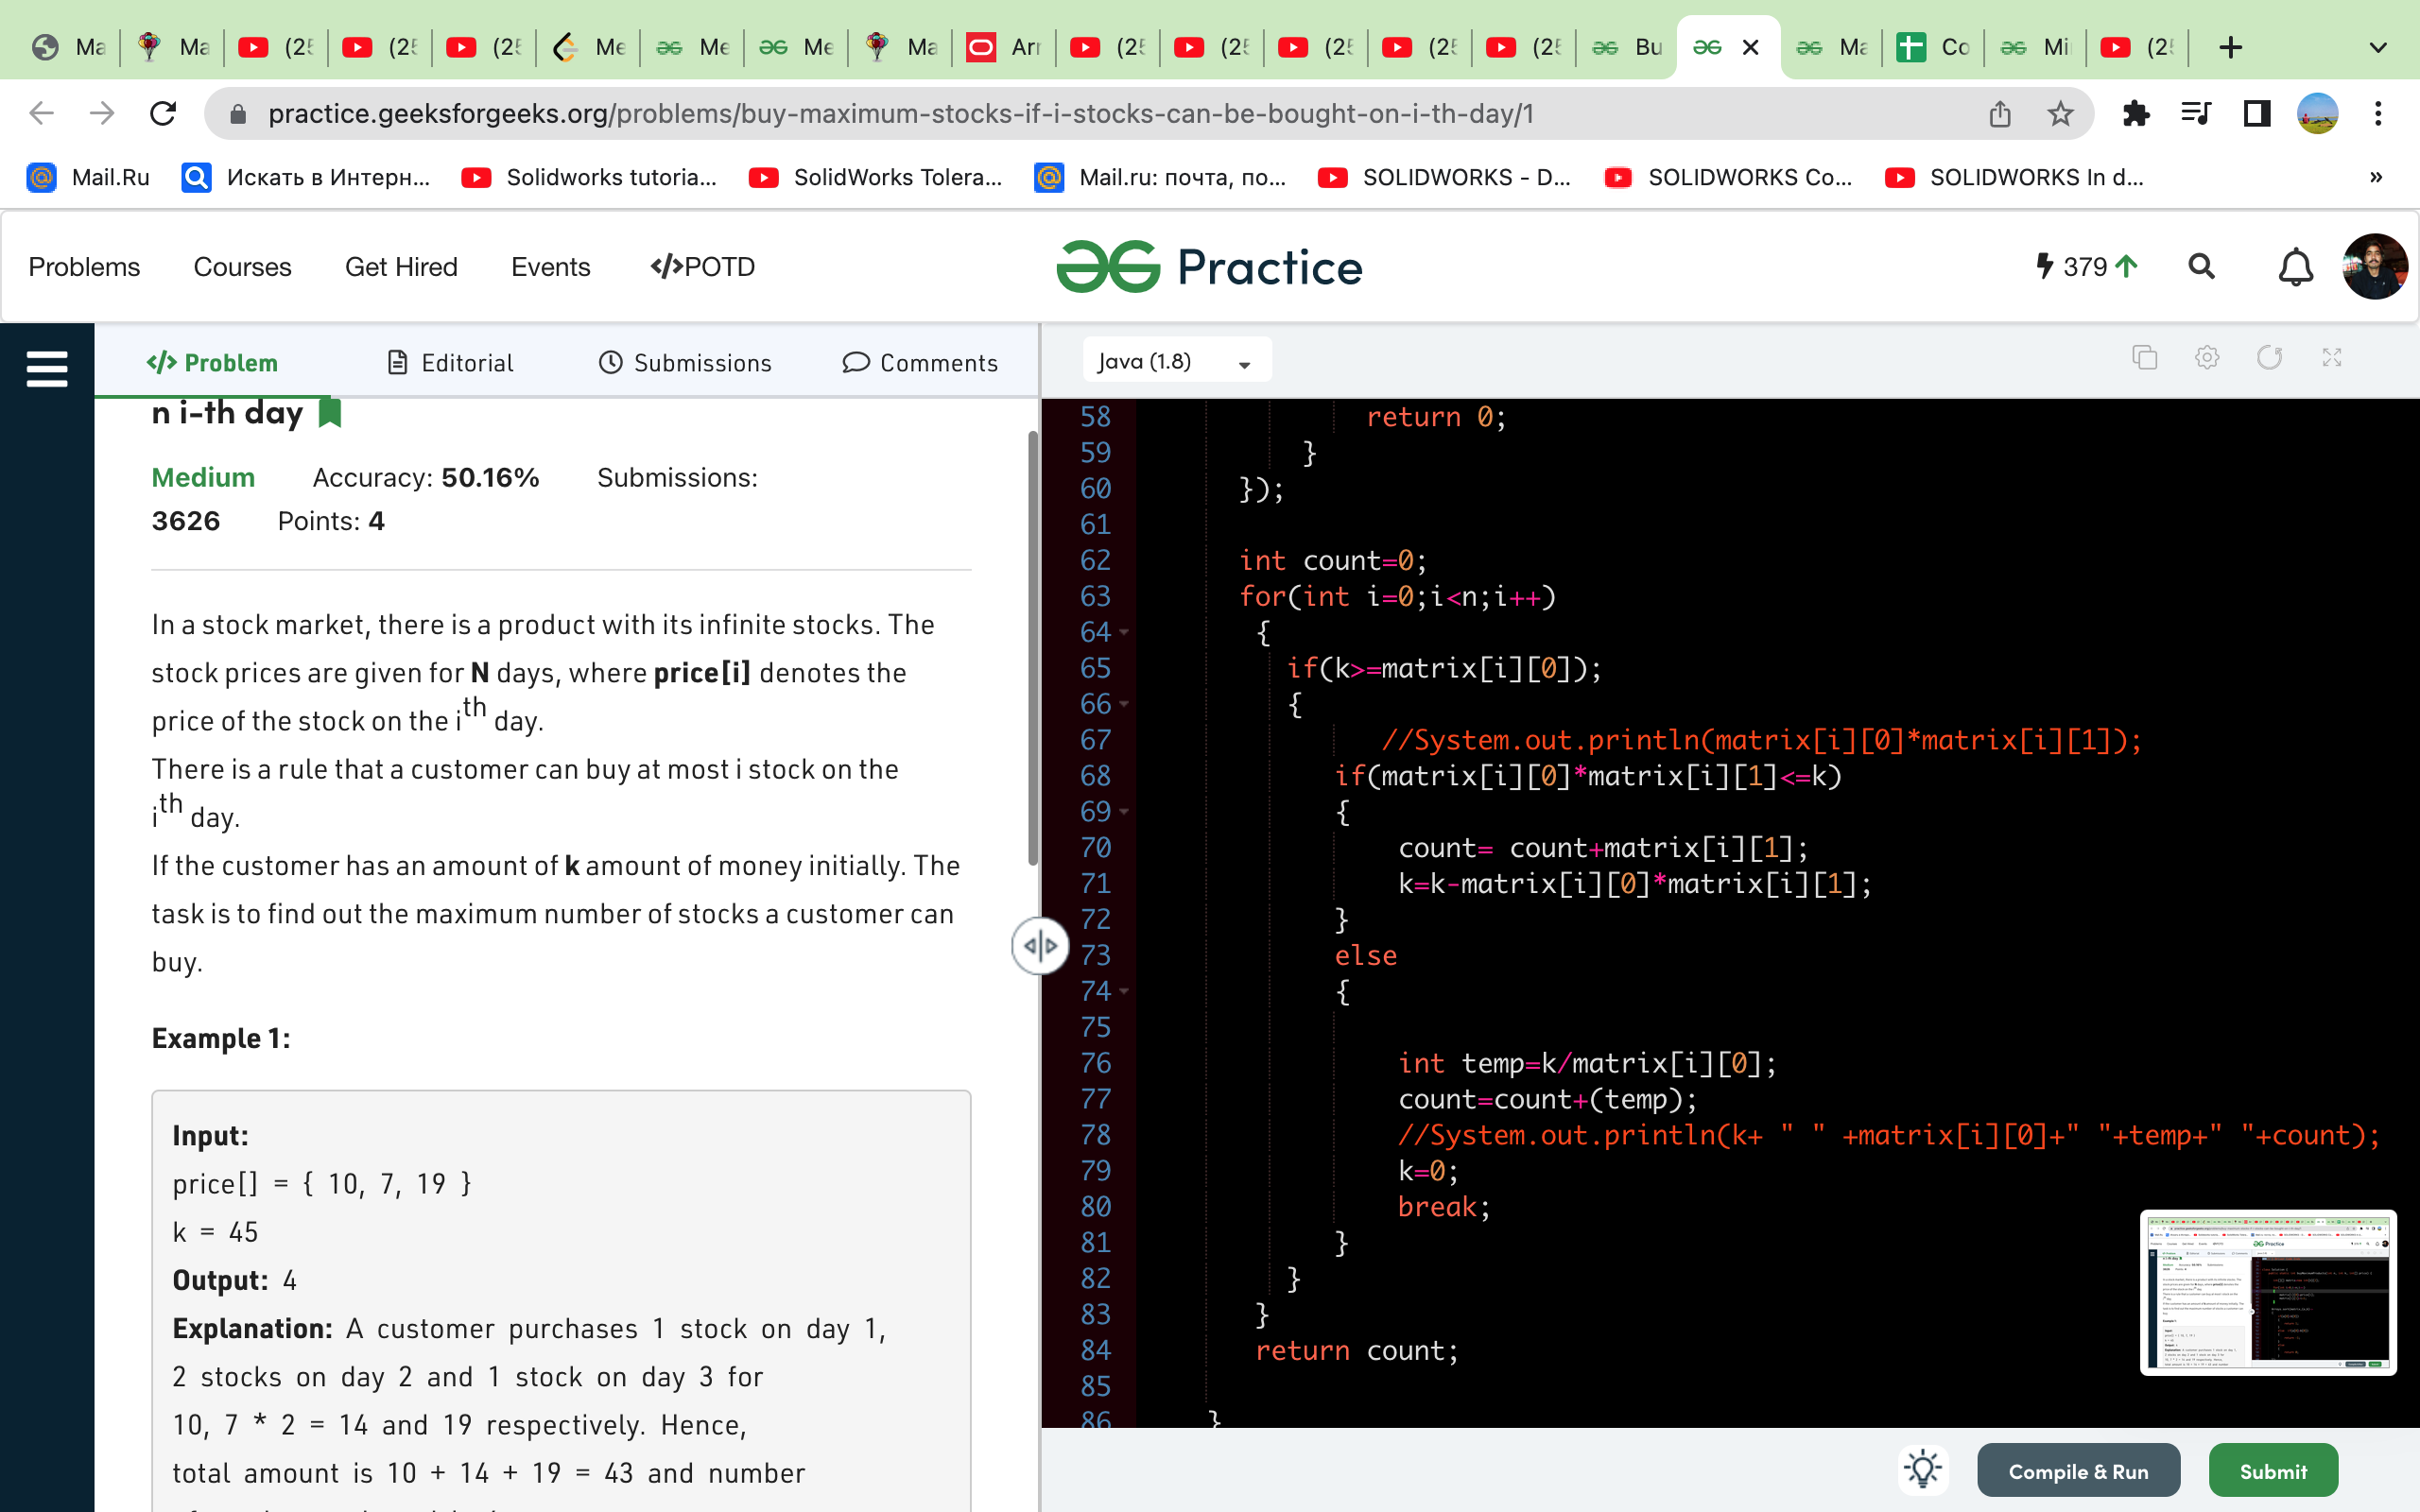 Ma Ma (25 (25 (25 Me Me Me Ma Arr (25 (25 (25 (25 (25 Bu Ma Co Mi (25
practice.geeksforgeeks.org/problems/buy-maximum-stocks-if-i-stocks-can-be-bought-on-i-th-day/1
Mail.Ru Искать в Интерн... Solidworks tutoria... SolidWorks Tolera... Mail.ru: почта, по... SOLIDWORKS - D... SOLIDWORKS Co... SOLIDWORKS In d... »
Problems Courses Get Hired Events </>POTD Practice 379
</> Problem Editorial Submissions Comments
Java (1.8)
n i-th day
Medium Accuracy: 50.16% Submissions:
3626 Points: 4
In a stock market, there is a product with its infinite stocks. The
stock prices are given for N days, where price[i] denotes the
price of the stock on the ith day.
There is a rule that a customer can buy at most i stock on the
ith day.
If the customer has an amount of k amount of money initially. The
task is to find out the maximum number of stocks a customer can
buy.
Example 1:
Input:
price[] = { 10, 7, 19 }
k = 45
Output: 4
Explanation: A customer purchases 1 stock on day 1,
2 stocks on day 2 and 1 stock on day 3 for
10, 7 * 2 = 14 and 19 respectively. Hence,
total amount is 10 + 14 + 19 = 43 and number
58 return 0;
59 }
60 });
61
62 int count=0;
63 for(int i=0;i<n;i++)
64 {
65 if(k>=matrix[i][0]);
66 {
67 //System.out.println(matrix[i][0]*matrix[i][1]);
68 if(matrix[i][0]*matrix[i][1]<=k)
69 {
70 count= count+matrix[i][1];
71 k=k-matrix[i][0]*matrix[i][1];
72 }
73 else
74 {
75
76 int temp=k/matrix[i][0];
77 count=count+(temp);
78 //System.out.println(k+ " " +matrix[i][0]+" "+temp+" "+count);
79 k=0;
80 break;
81 }
82 }
83 }
84 return count;
85
86 }
Compile & Run Submit